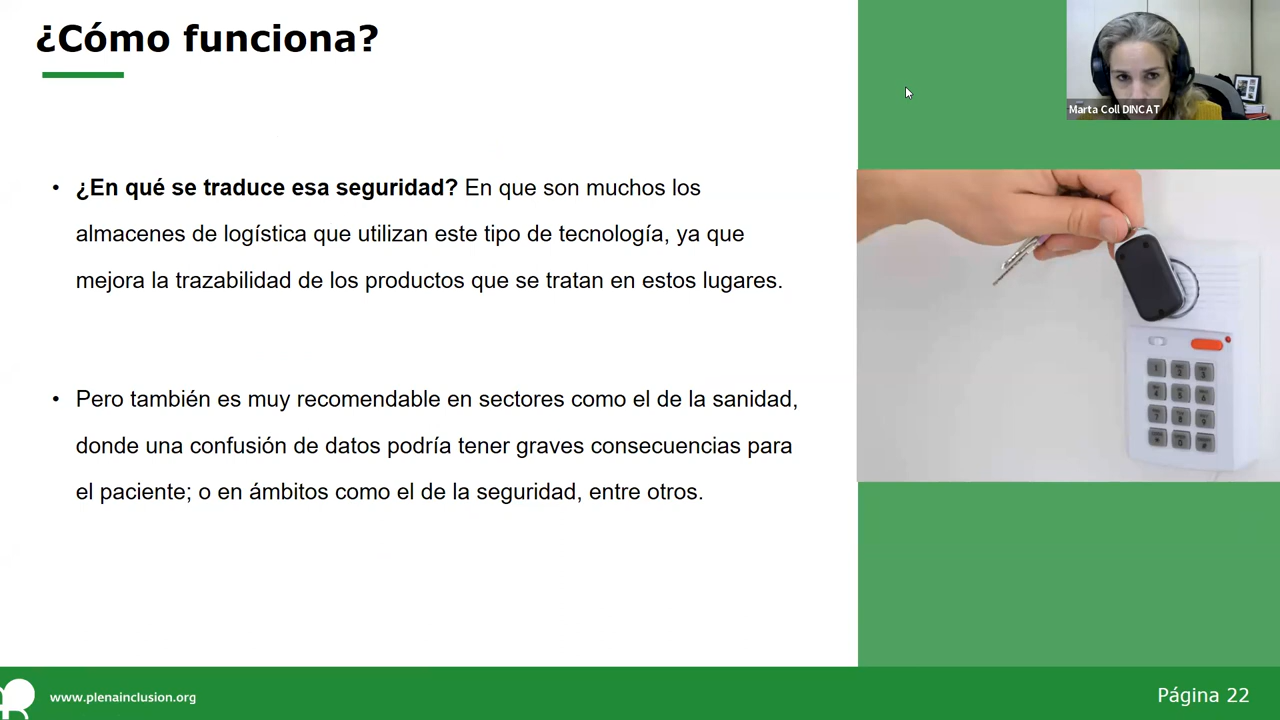 ¿Cómo funciona?
Marta Coll DINCAT
• ¿En qué se traduce esa seguridad? En que son muchos los
almacenes de logística que utilizan este tipo de tecnología, ya que
mejora la trazabilidad de los productos que se tratan en estos lugares.
• Pero también es muy recomendable en sectores como el de la sanidad,
donde una confusión de datos podría tener graves consecuencias para
el paciente; o en ámbitos como el de la seguridad, entre otros.
www.plenainclusion.org
Página 22